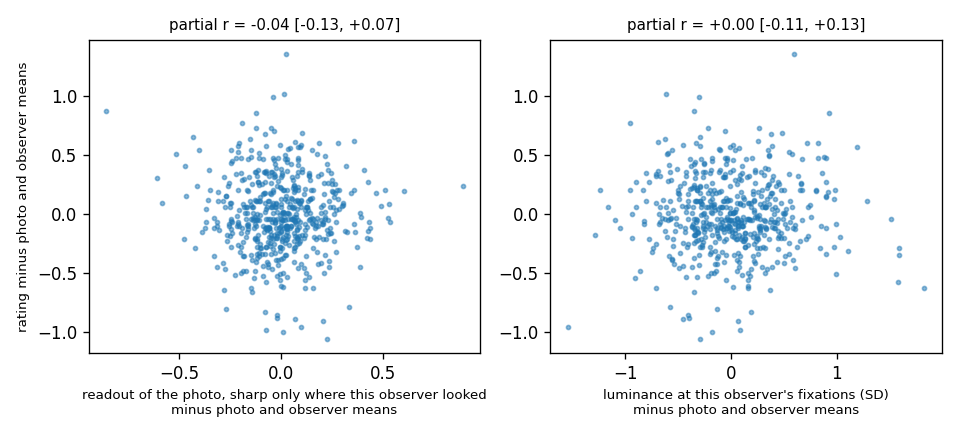 partial r = -0.04 [-0.13, +0.07]
partial r = +0.00 [-0.11, +0.13]
rating minus photo and observer means
1.0
0.5
0.0
−0.5
−1.0
1.0
0.5
0.0
−0.5
−1.0
−0.5
0.0
0.5
−1
0
1
readout of the photo, sharp only where this observer looked
minus photo and observer means
luminance at this observer's fixations (SD)
minus photo and observer means